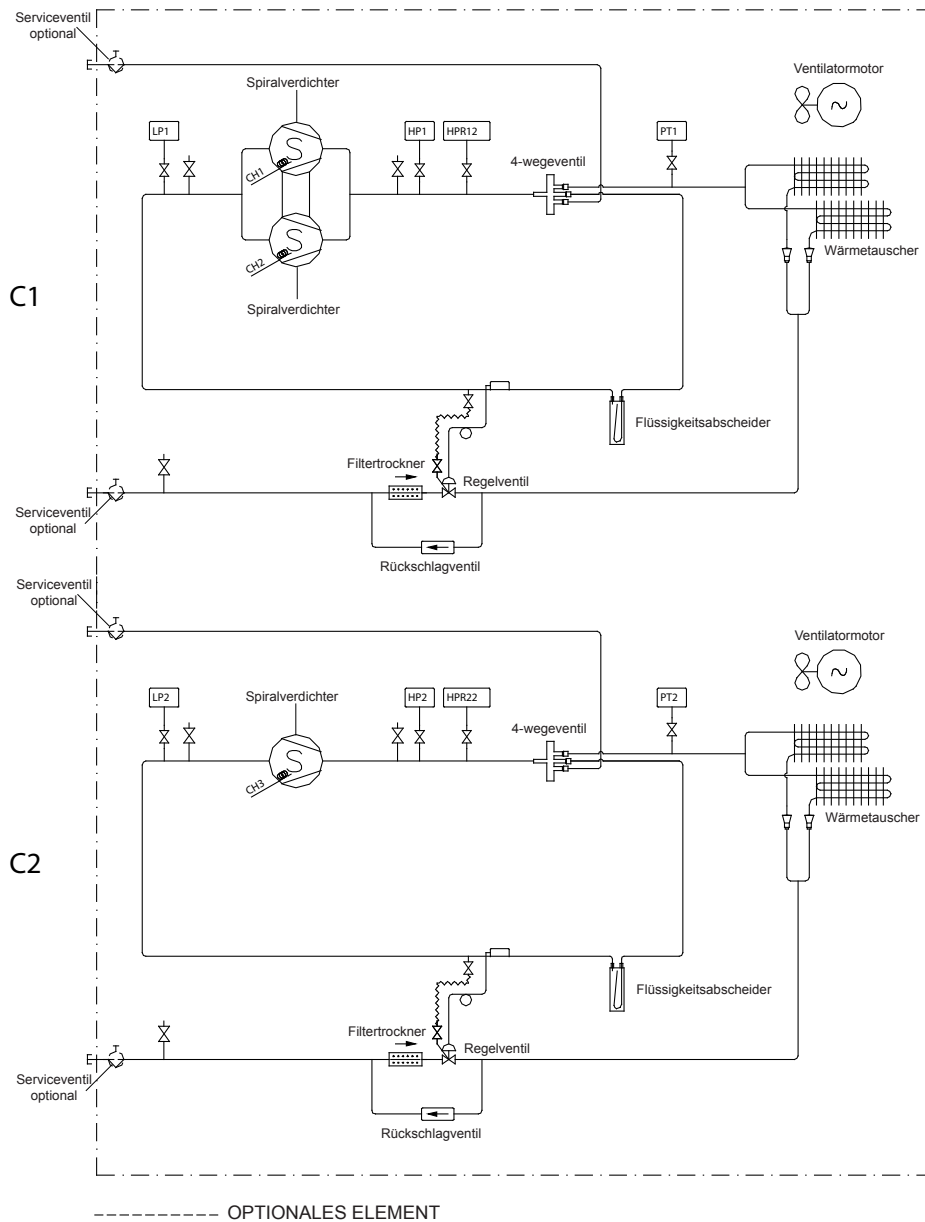 Serviceventil
optional
Spiralverdichter
Ventilatormotor
LP1
HP1
HPR12
PT1
4-wegeventil
CH1
CH2
Wärmetauscher
Spiralverdichter
C1
Flüssigkeitsabscheider
Filtertrockner
Regelventil
Serviceventil
optional
Rückschlagventil
Serviceventil
optional
Ventilatormotor
Spiralverdichter
LP2
HP2
HPR22
PT2
4-wegeventil
CH3
Wärmetauscher
C2
Flüssigkeitsabscheider
Filtertrockner
Regelventil
Serviceventil
optional
Rückschlagventil
OPTIONALES ELEMENT